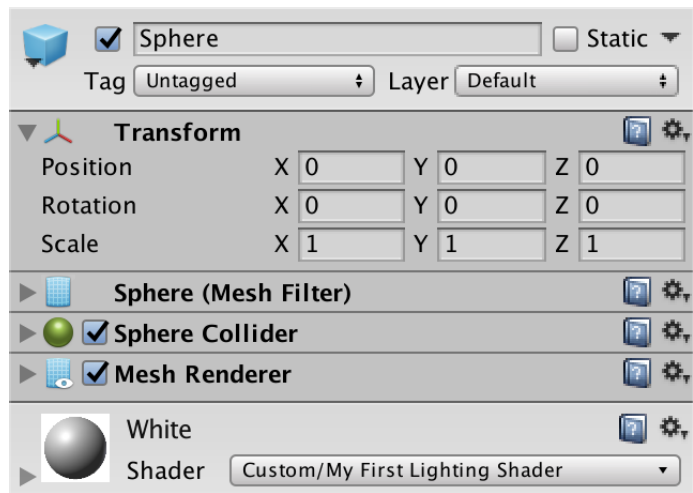 Sphere Static
Tag Untagged Layer Default
Transform
Position X 0 Y 0 Z 0
Rotation X 0 Y 0 Z 0
Scale X 1 Y 1 Z 1
Sphere (Mesh Filter)
Sphere Collider
Mesh Renderer
White
Shader Custom/My First Lighting Shader